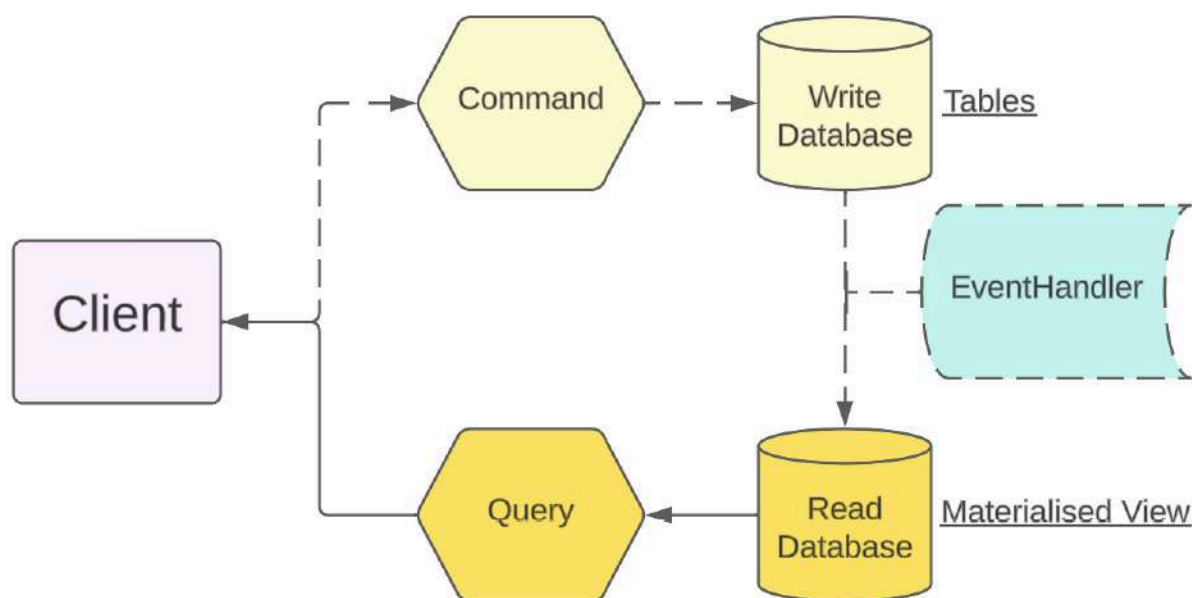 Command
Write
Database
Tables
Client
EventHandler
Query
Read
Database
Materialised View